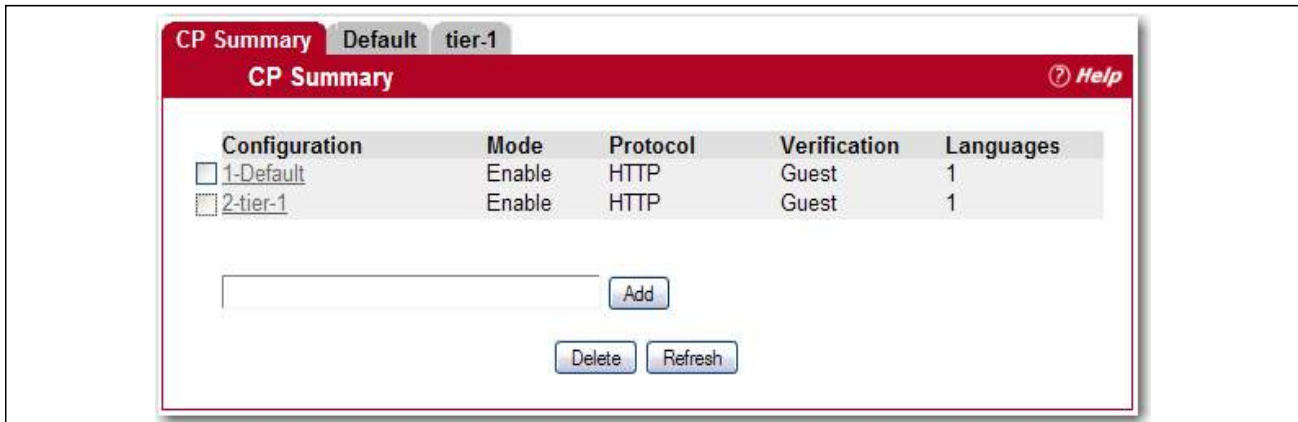 CP Summary Default tier-1
CP Summary ? Help
Configuration Mode Protocol Verification Languages
1-Default Enable HTTP Guest 1
2-tier-1 Enable HTTP Guest 1
Add
Delete Refresh